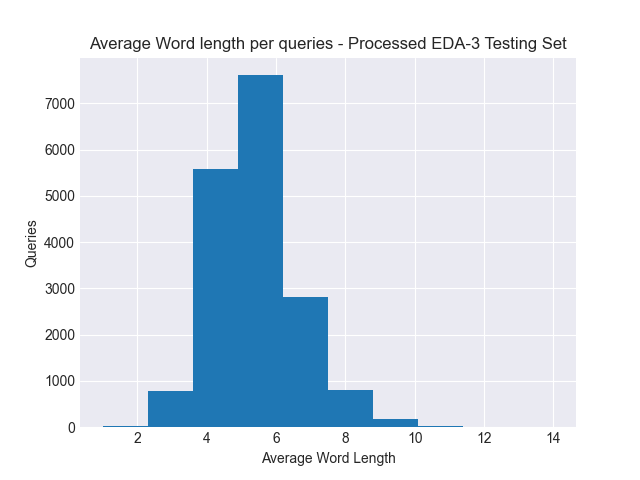 Average Word length per queries - Processed EDA-3 Testing Set
7000
6000
5000
4000
3000
2000
1000
0
Queries
2 4 6 8 10 12 14
Average Word Length